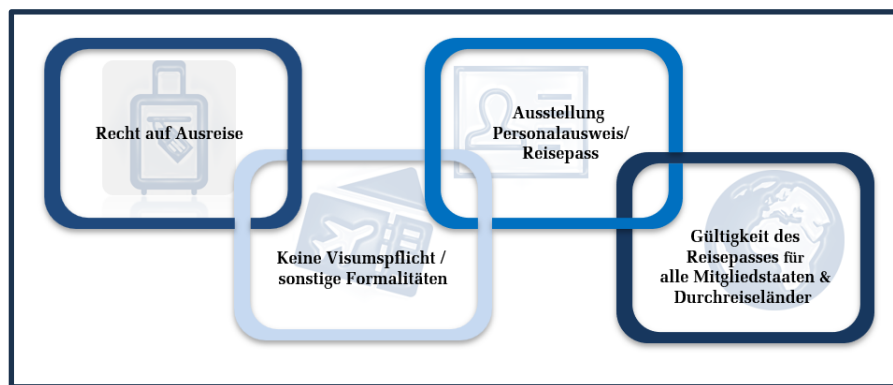 Recht auf Ausreise
Keine Visumspflicht /
sonstige Formalitäten
Ausstellung
Personalausweis/
Reisepass
Gültigkeit des
Reisepasses für
alle Mitgliedstaaten &
Durchreiseländer